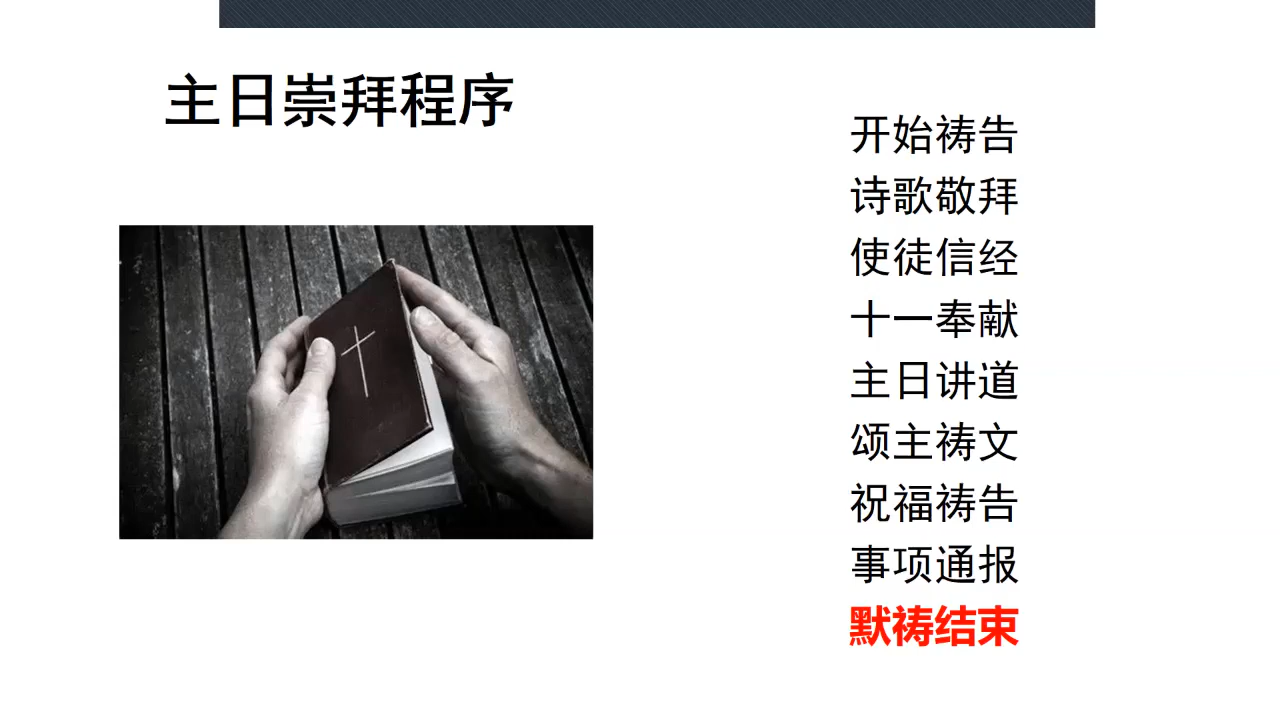 主日崇拜程序
开始祷告
诗歌敬拜
使徒信经
十一奉献
主日讲道
颂主祷文
祝福祷告
事项通报
默祷结束